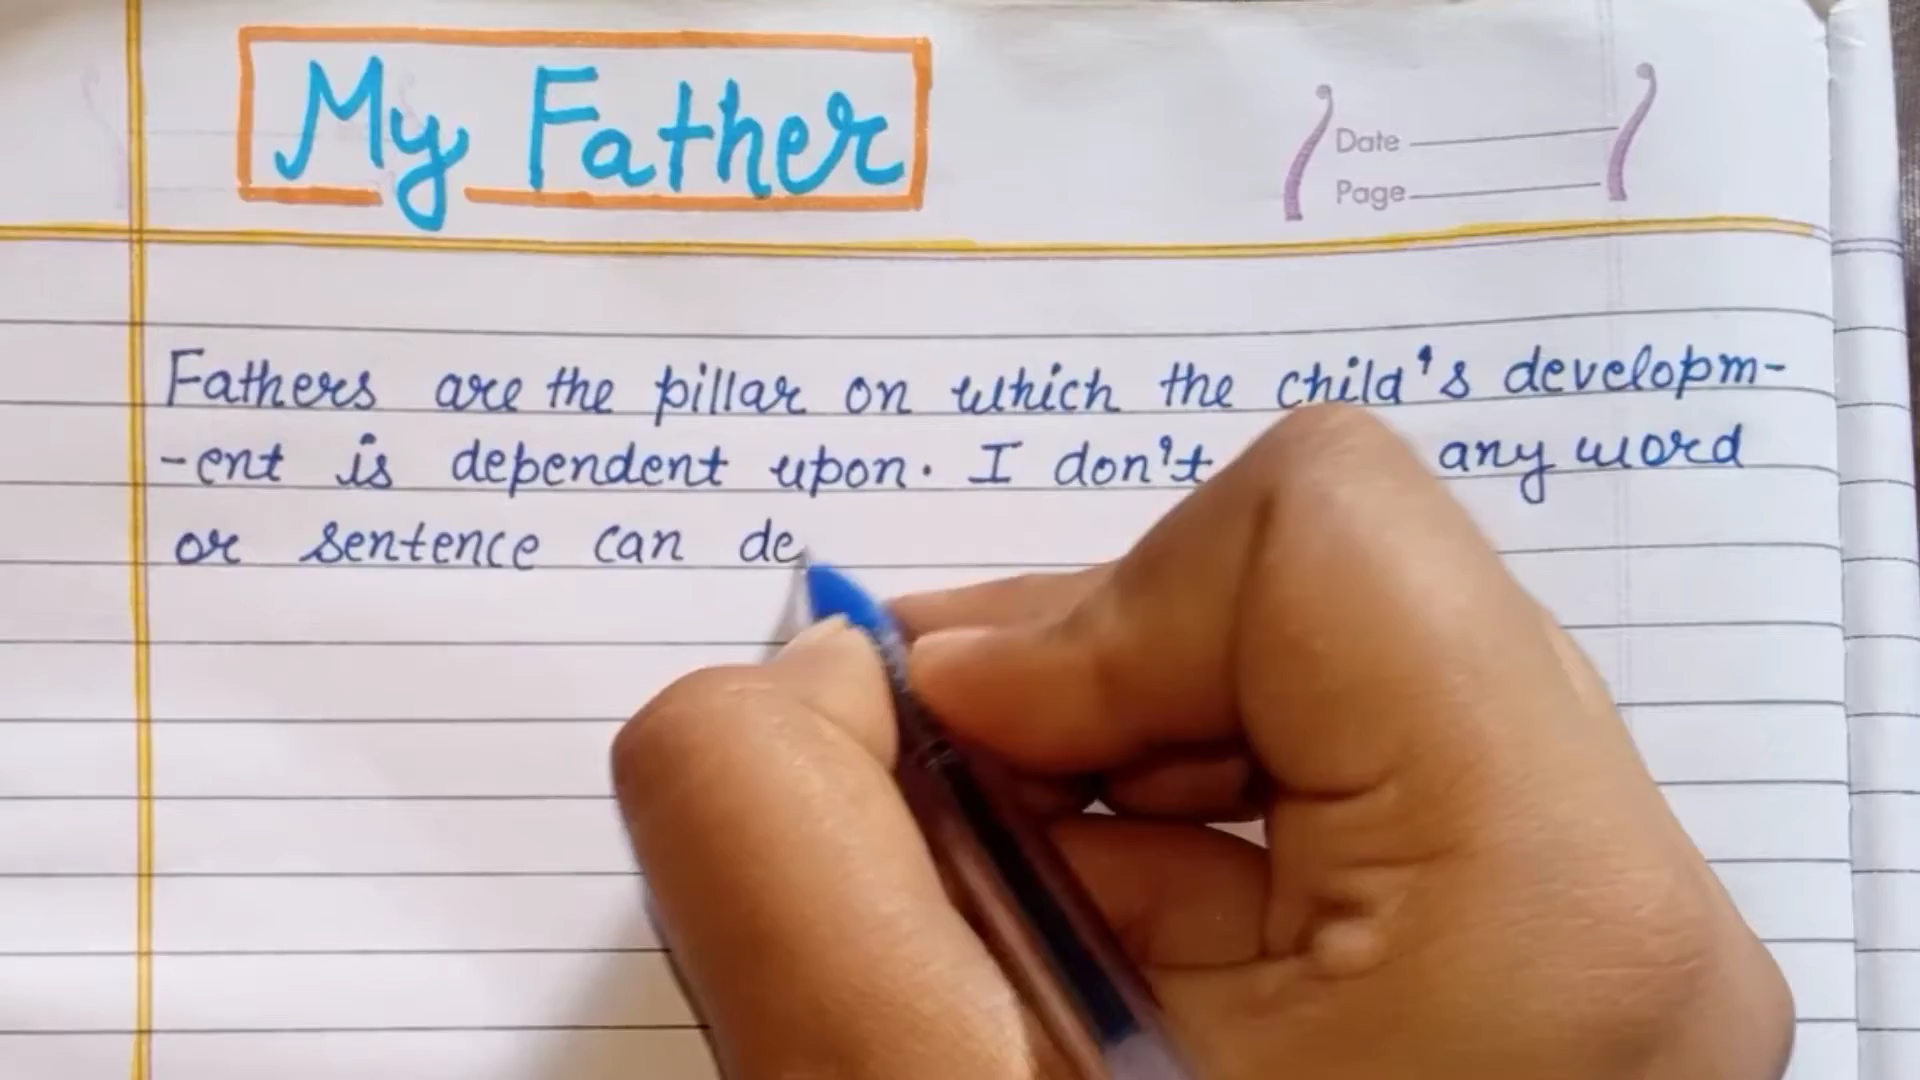 My Father
Date
Page
Fathers are the pillar on which the child's developm-
-ent is dependent upon. I don't any word
or sentence can de